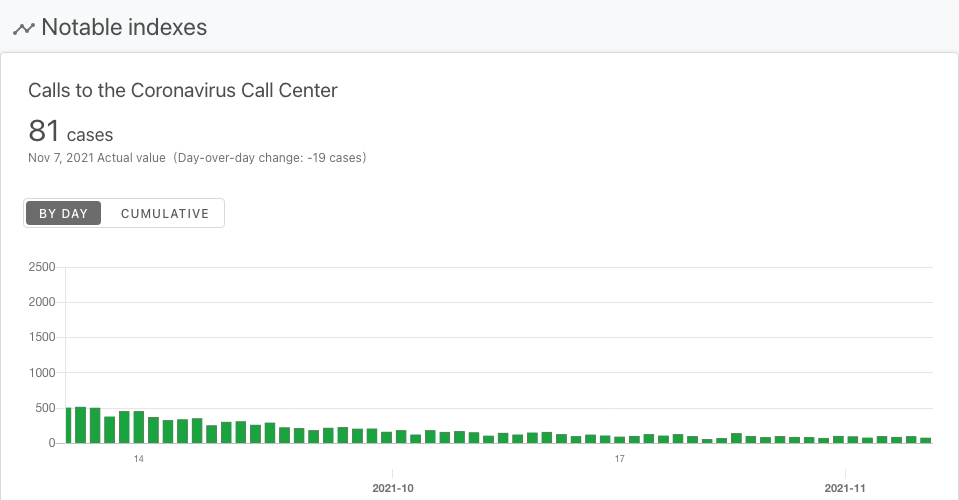 Notable indexes
Calls to the Coronavirus Call Center
81 cases
Nov 7, 2021 Actual value (Day-over-day change: -19 cases)
BY DAY CUMULATIVE
2500
2000
1500
1000
500
0
14 17
2021-10 2021-11